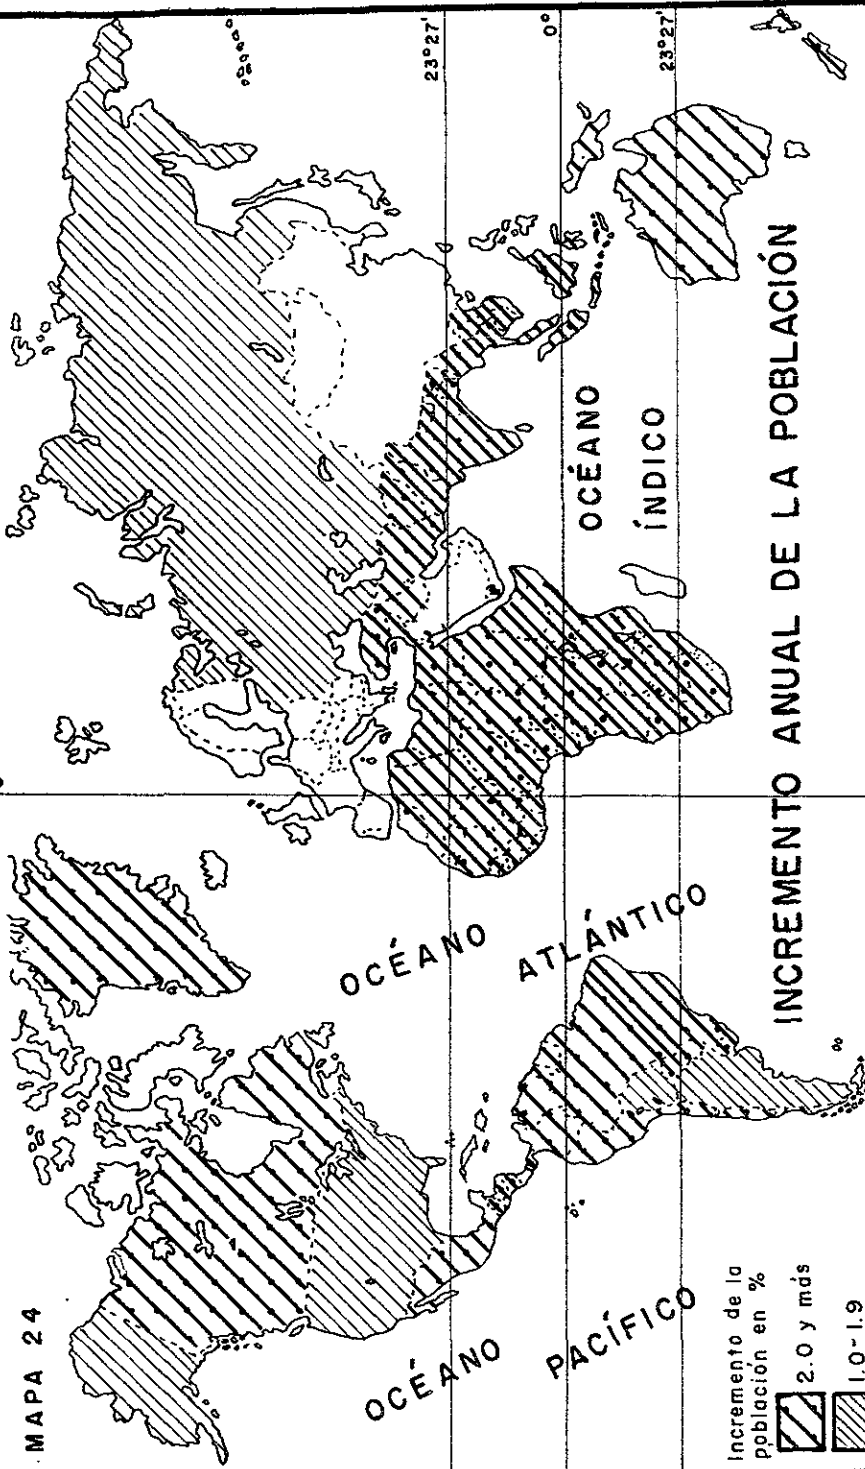 MAPA 24
23°27'
0°
23°27'
OCÉANO
PACÍFICO
OCÉANO
ATLÁNTICO
OCÉANO
ÍNDICO
Incremento de la
población en %
2.0 y más
1.0-1.9
INCREMENTO ANUAL DE LA POBLACIÓN